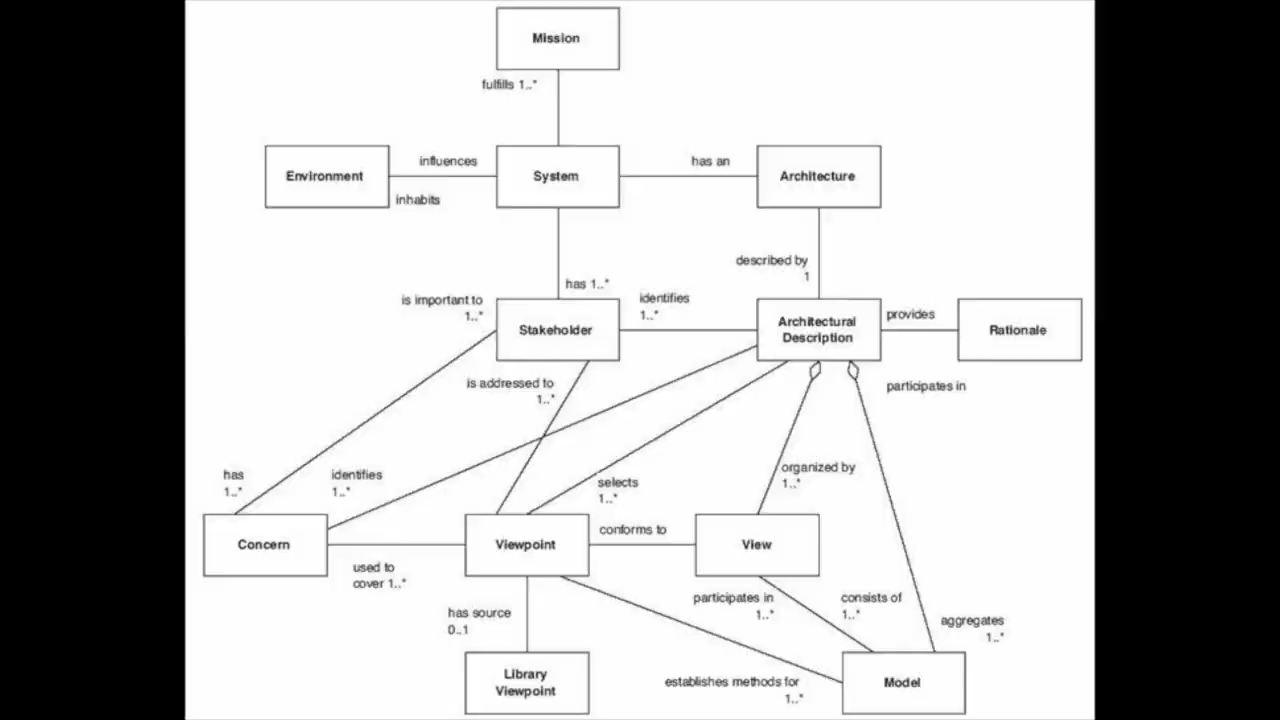 Mission
fulfills 1..*
influences
has an
Environment
System
Architecture
inhabits
described by
1
has 1..*
is important to
1..*
identifies
1..*
Stakeholder
Architectural
Description
provides
Rationale
is addressed to
1..*
participates in
organized by
1..*
has
1..*
identifies
1..*
selects
1..*
conforms to
Concern
Viewpoint
View
used to
cover 1..*
participates in
1..*
consists of
1..*
has source
0..1
aggregates
1..*
Library
Viewpoint
establishes methods for
1..*
Model